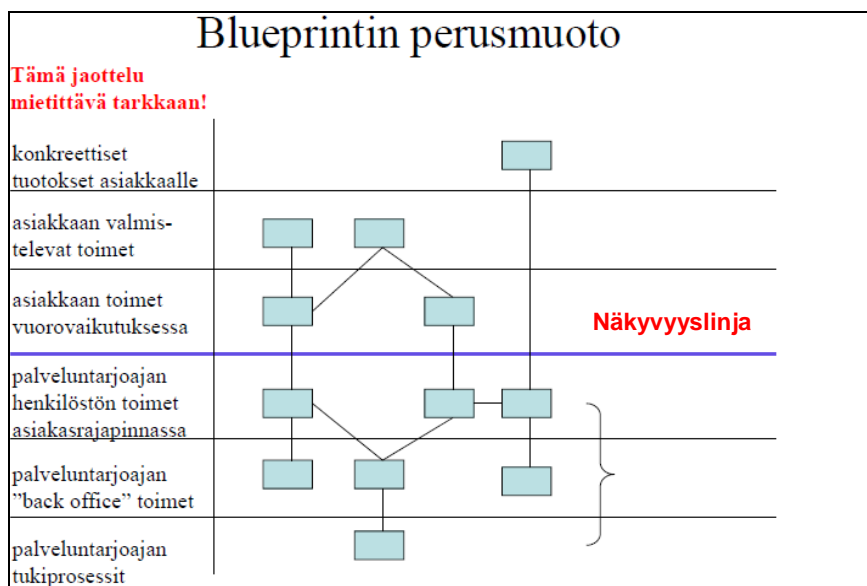 Blueprintin perusmuoto
Tämä jaottelu
mietittävä tarkkaan!
konkreettiset
tuotokset asiakkaalle
asiakkaan valmis-
televat toimet
asiakkaan toimet
vuorovaikutuksessa
Näkyvyyslinja
palveluntarjoajan
henkilöstön toimet
asiakasrajapinnassa
palveluntarjoajan
”back office” toimet
palveluntarjoajan
tukiprosessit